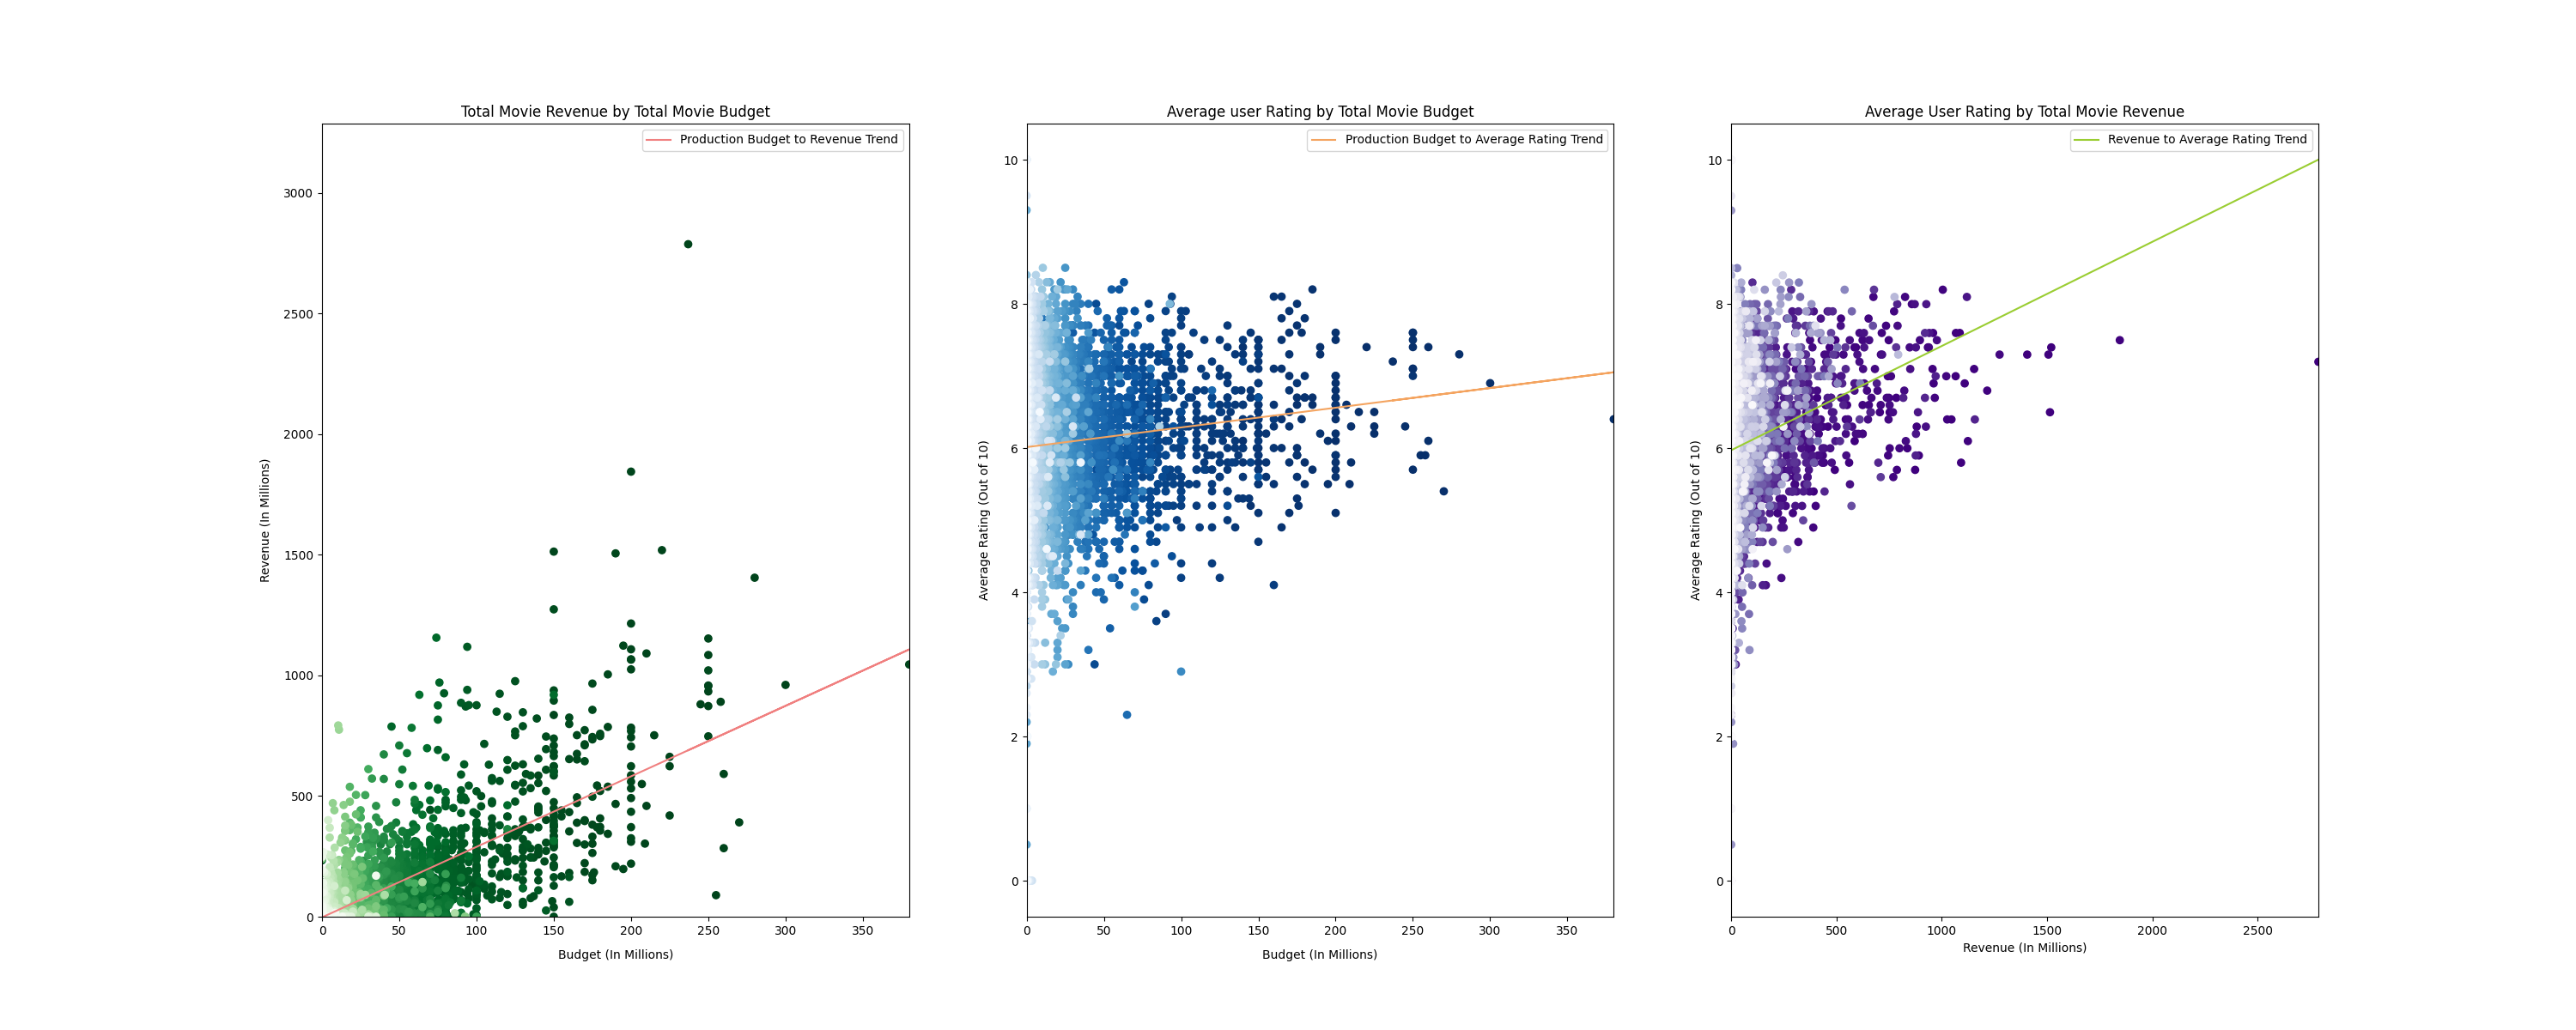 Total Movie Revenue by Total Movie Budget
Production Budget to Revenue Trend
3000
2500
2000
1500
1000
500
0
Revenue (In Millions)
0 50 100 150 200 250 300 350
Budget (In Millions)
Average user Rating by Total Movie Budget
Production Budget to Average Rating Trend
10
8
6
4
2
0
Average Rating (Out of 10)
0 50 100 150 200 250 300 350
Budget (In Millions)
Average User Rating by Total Movie Revenue
Revenue to Average Rating Trend
10
8
6
4
2
0
Average Rating (Out of 10)
0 500 1000 1500 2000 2500
Revenue (In Millions)